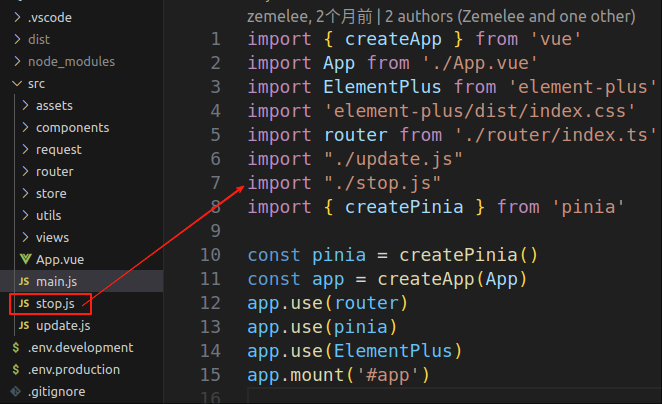 .vscode
dist
node_modules
src
assets
components
request
router
store
utils
views
App.vue
JS main.js
JS stop.js
JS update.js
.env.development
.env.production
.gitignore
zemelee, 2个月前 | 2 authors (Zemelee and one other)
1 import { createApp } from 'vue'
2 import App from './App.vue'
3 import ElementPlus from 'element-plus'
4 import 'element-plus/dist/index.css'
5 import router from './router/index.ts'
6 import "./update.js"
7 import "./stop.js"
8 import { createPinia } from 'pinia'
9
10 const pinia = createPinia()
11 const app = createApp(App)
12 app.use(router)
13 app.use(pinia)
14 app.use(ElementPlus)
15 app.mount('#app')
16